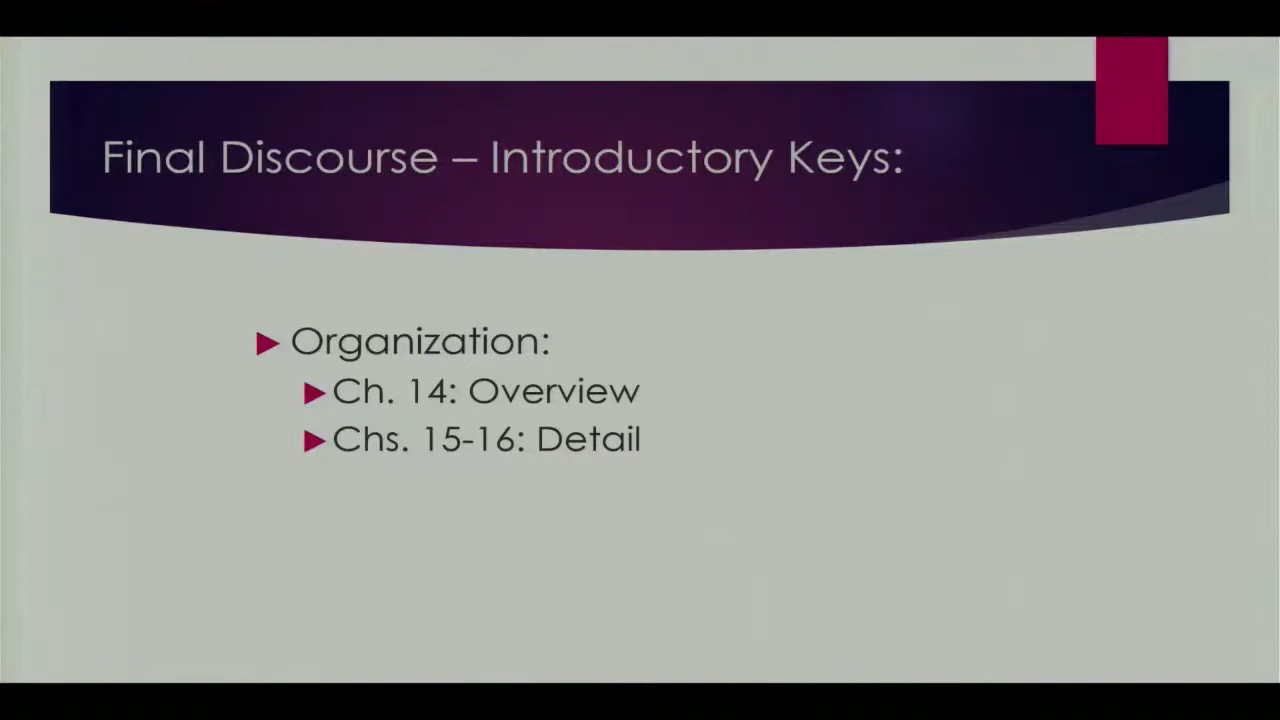 Final Discourse – Introductory Keys:
Organization:
Ch. 14: Overview
Chs. 15-16: Detail